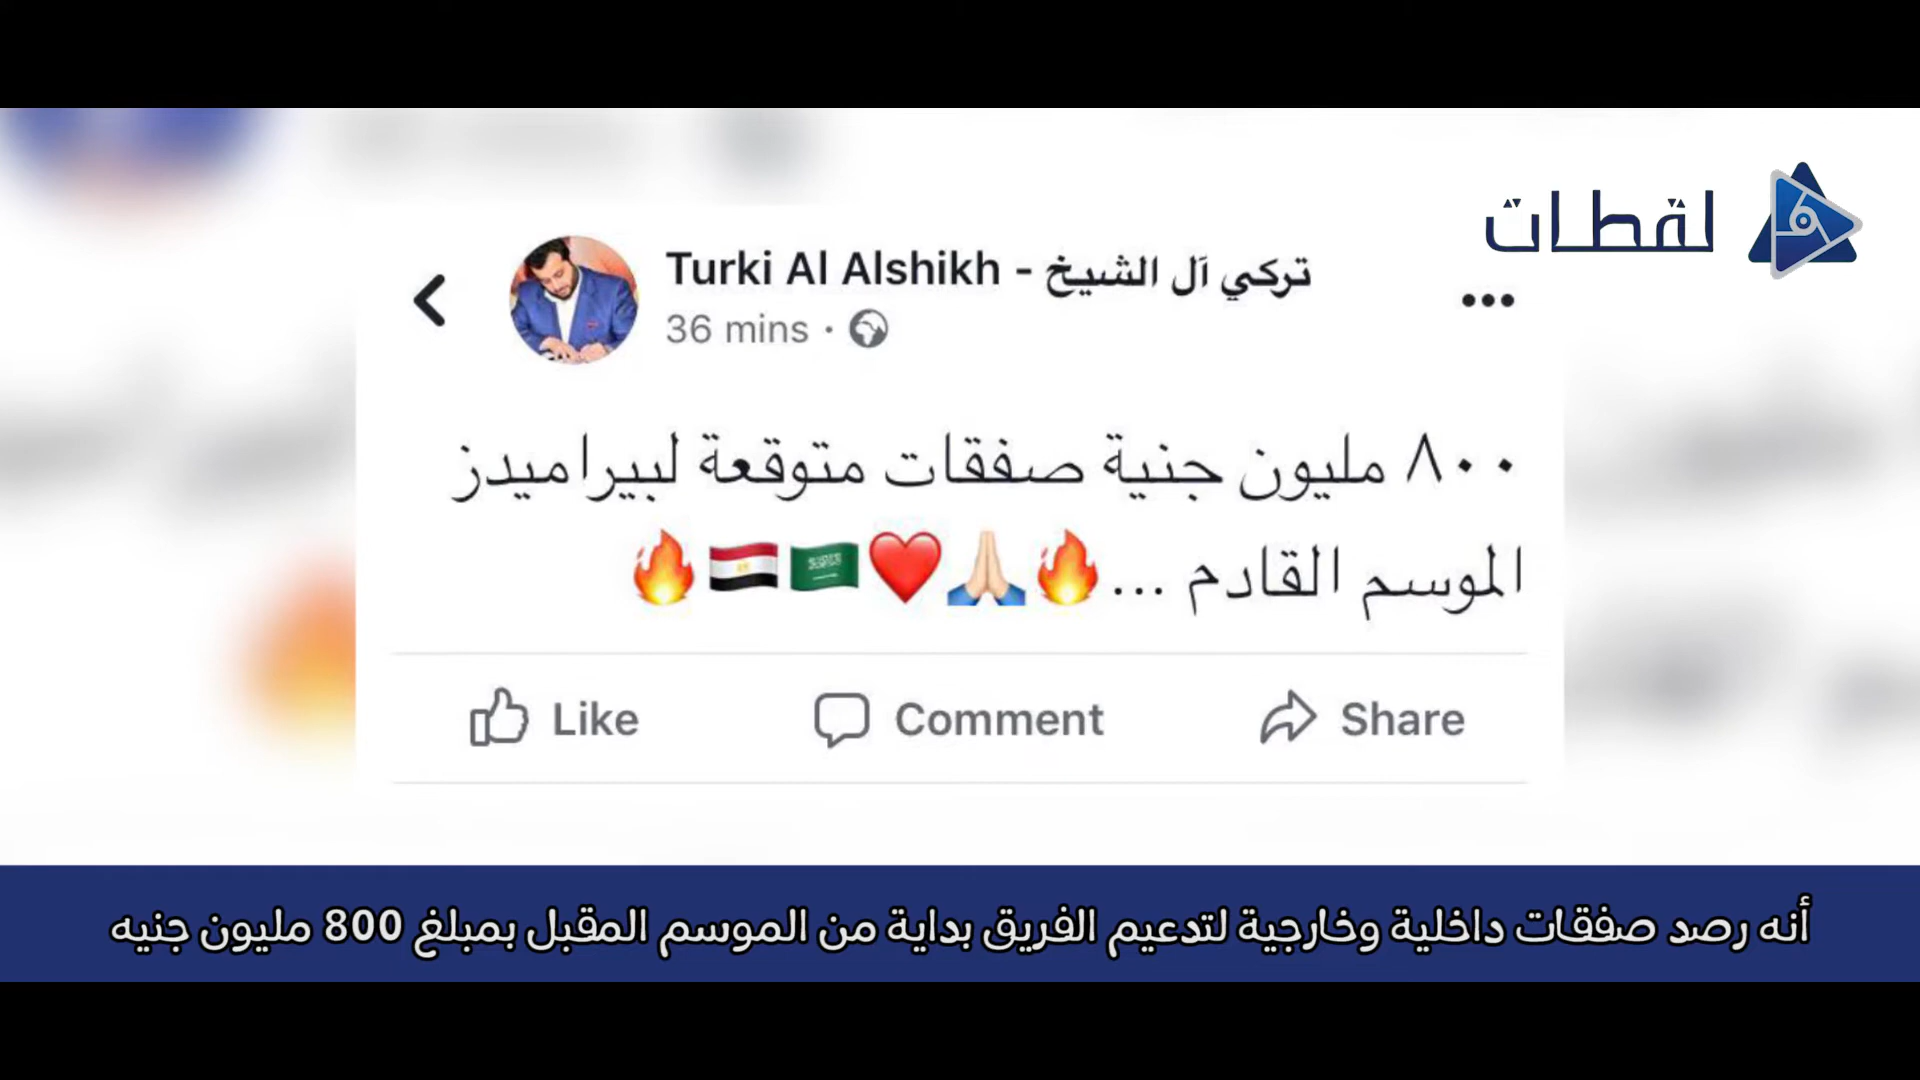 لقطات
Turki Al Alshikh - تركي آل الشيخ
36 mins ·
٨٠٠ مليون جنية صفقات متوقعة لبيراميدز
الموسم القادم ...🔥🙏🏻❤️🇸🇦🇪🇬🔥
Like Comment Share
أنه رصد صفقات داخلية وخارجية لتدعيم الفريق بداية من الموسم المقبل بمبلغ 800 مليون جنيه